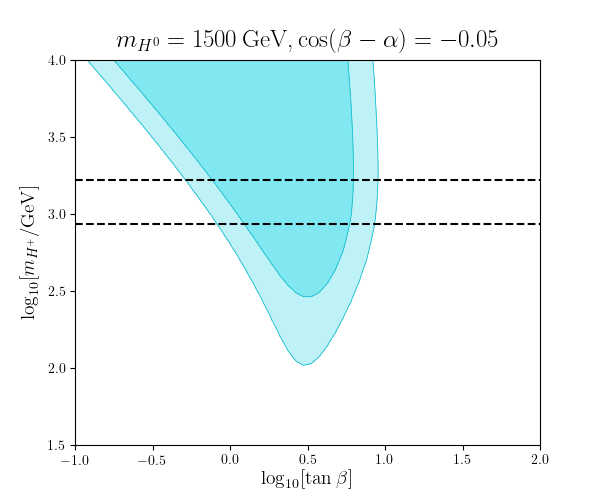 m_{H^0} = 1500 GeV, cos(β − α) = −0.05
log₁₀[m_{H⁺}/GeV]
4.0
3.5
3.0
2.5
2.0
1.5
−1.0 −0.5 0.0 0.5 1.0 1.5 2.0
log₁₀[tan β]